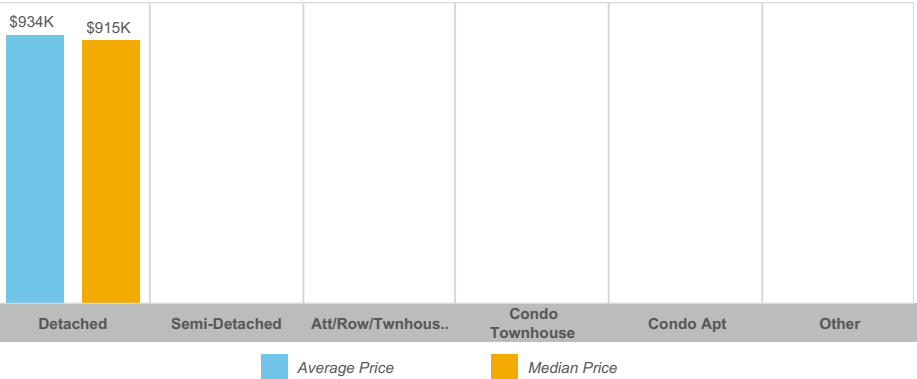 $934K
$915K
Detached
Semi-Detached
Att/Row/Twnhous..
Condo
Townhouse
Condo Apt
Other
Average Price
Median Price